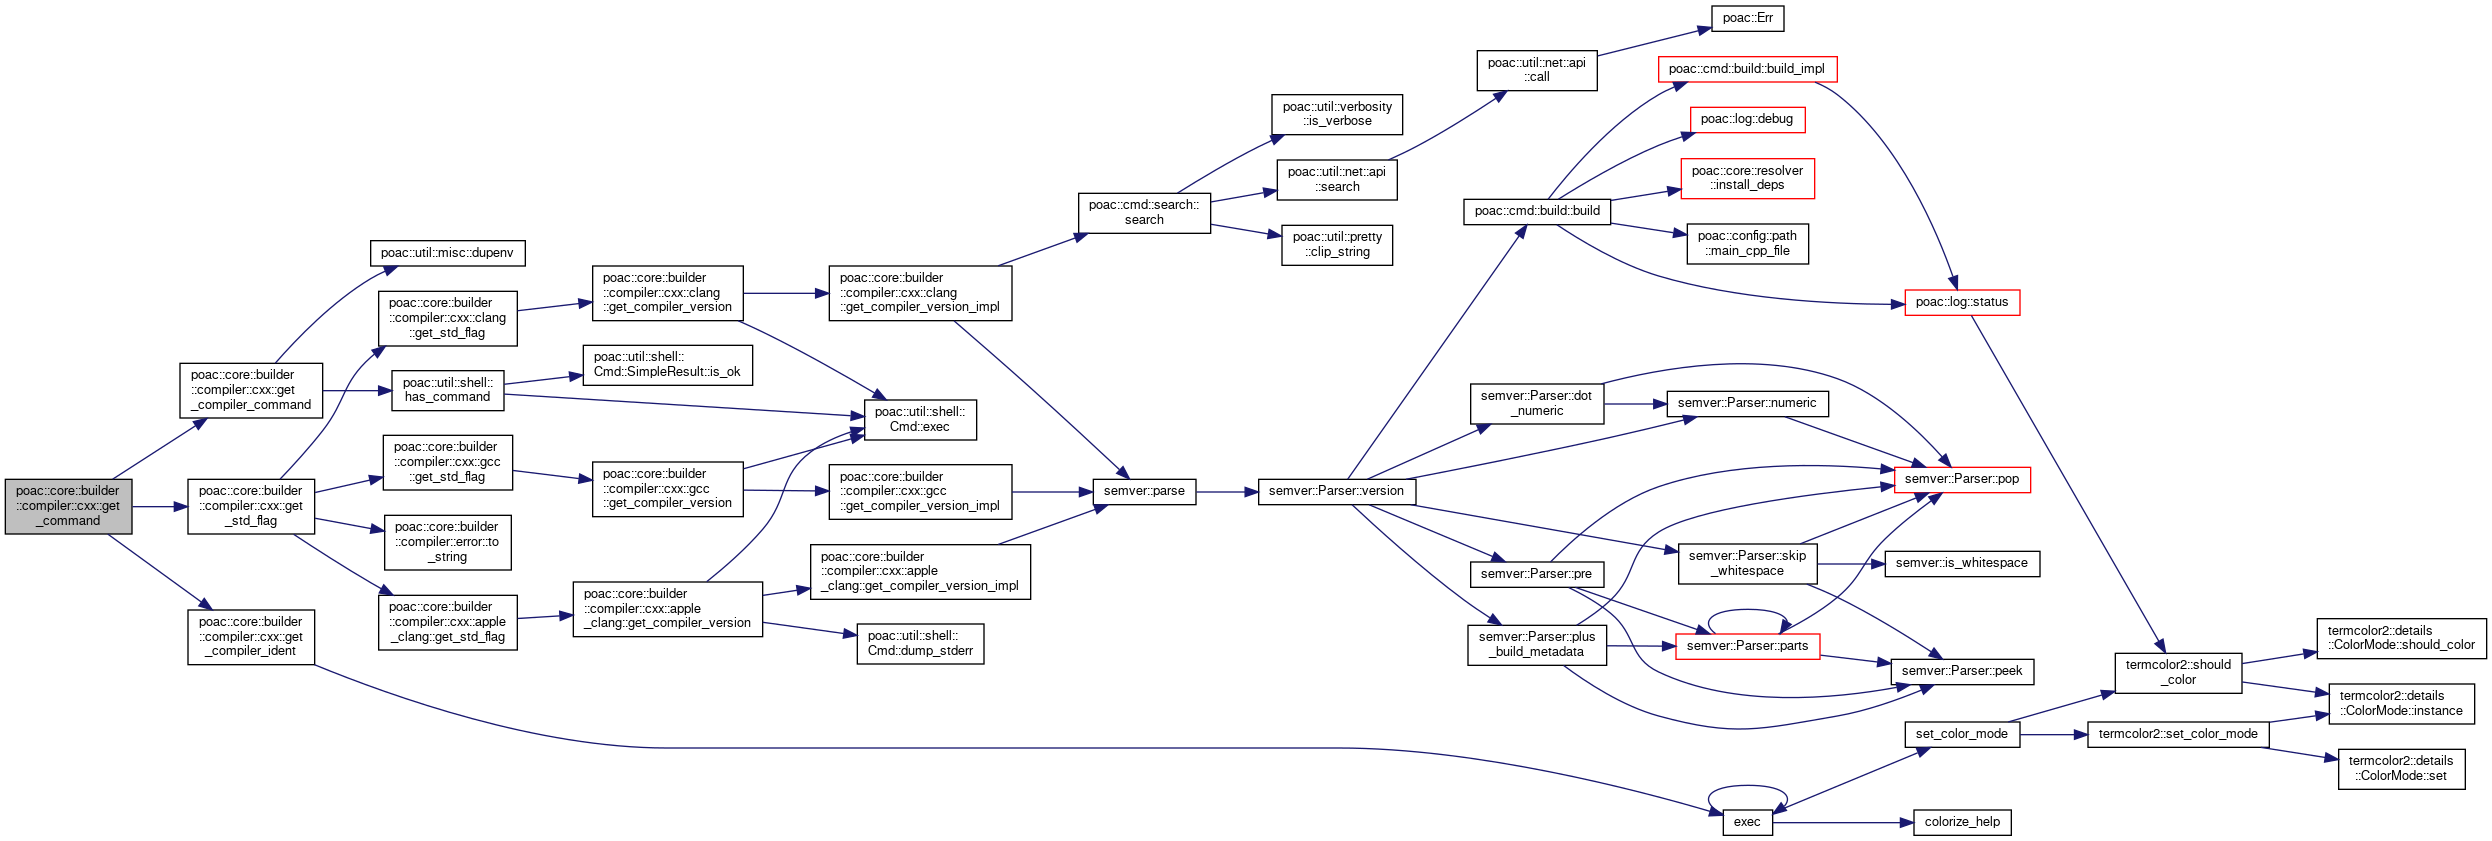 poac::core::builder
::compiler::cxx::get
_command
poac::core::builder
::compiler::cxx::get
_compiler_command
poac::core::builder
::compiler::cxx::get
_std_flag
poac::core::builder
::compiler::cxx::get
_compiler_ident
poac::util::misc::dupenv
poac::core::builder
::compiler::cxx::clang
::get_std_flag
poac::util::shell::
has_command
poac::core::builder
::compiler::cxx::gcc
::get_std_flag
poac::core::builder
::compiler::error::to
_string
poac::core::builder
::compiler::cxx::apple
_clang::get_std_flag
poac::core::builder
::compiler::cxx::clang
::get_compiler_version
poac::util::shell::
Cmd::SimpleResult::is_ok
poac::core::builder
::compiler::cxx::gcc
::get_compiler_version
poac::core::builder
::compiler::cxx::apple
_clang::get_compiler_version
poac::core::builder
::compiler::cxx::clang
::get_compiler_version_impl
poac::util::shell::
Cmd::exec
poac::core::builder
::compiler::cxx::gcc
::get_compiler_version_impl
poac::core::builder
::compiler::cxx::apple
_clang::get_compiler_version_impl
poac::util::shell::
Cmd::dump_stderr
poac::cmd::search::
search
semver::parse
poac::util::verbosity
::is_verbose
poac::util::net::api
::search
poac::util::pretty
::clip_string
semver::Parser::version
poac::util::net::api
::call
poac::cmd::build::build
semver::Parser::dot
_numeric
semver::Parser::pre
semver::Parser::plus
_build_metadata
poac::Err
poac::cmd::build::build_impl
poac::log::debug
poac::core::resolver
::install_deps
poac::config::path
::main_cpp_file
semver::Parser::numeric
semver::Parser::skip
_whitespace
semver::Parser::parts
exec
poac::log::status
semver::Parser::pop
semver::is_whitespace
semver::Parser::peek
set_color_mode
colorize_help
termcolor2::should
_color
termcolor2::set_color_mode
termcolor2::details
::ColorMode::should_color
termcolor2::details
::ColorMode::instance
termcolor2::details
::ColorMode::set